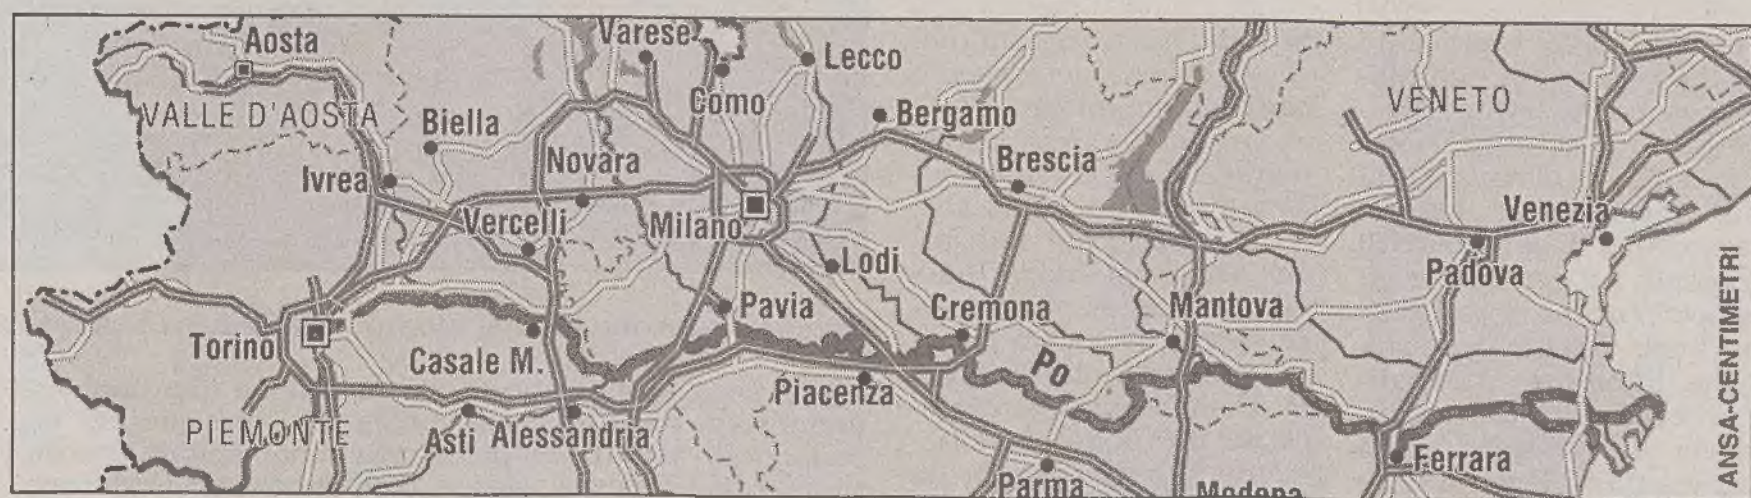 Aosta
Varese
Lecco
Como
VALLE D'AOSTA
VENETO
Biella
Bergamo
Novara
Brescia
Ivrea
Vercelli
Milano
Venezia
Lodi
Padova
Pavia
Cremona
Mantova
Torino
Casale M.
Po
Piacenza
PIEMONTE
Asti
Alessandria
Ferrara
Parma
Modena
ANSA-CENTIMETRI